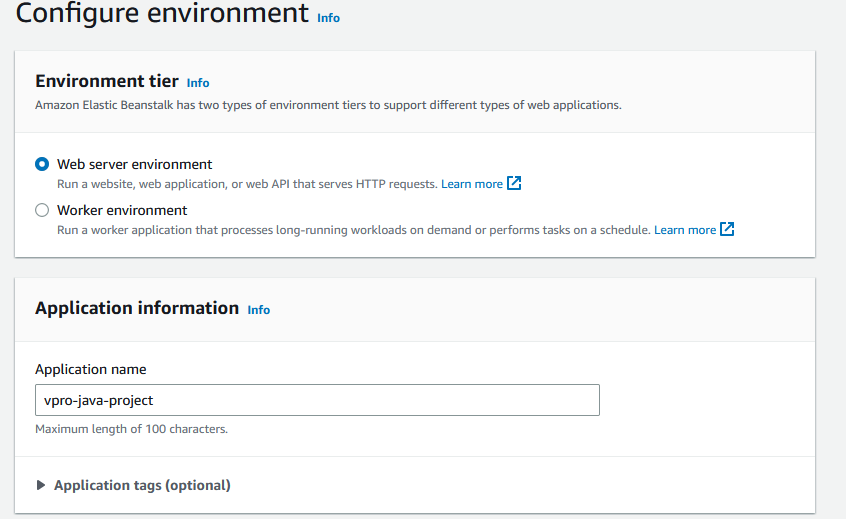 Configure environment Info
Environment tier Info
Amazon Elastic Beanstalk has two types of environment tiers to support different types of web applications.
Web server environment
Run a website, web application, or web API that serves HTTP requests. Learn more
Worker environment
Run a worker application that processes long-running workloads on demand or performs tasks on a schedule. Learn more
Application information Info
Application name
vpro-java-project
Maximum length of 100 characters.
Application tags (optional)